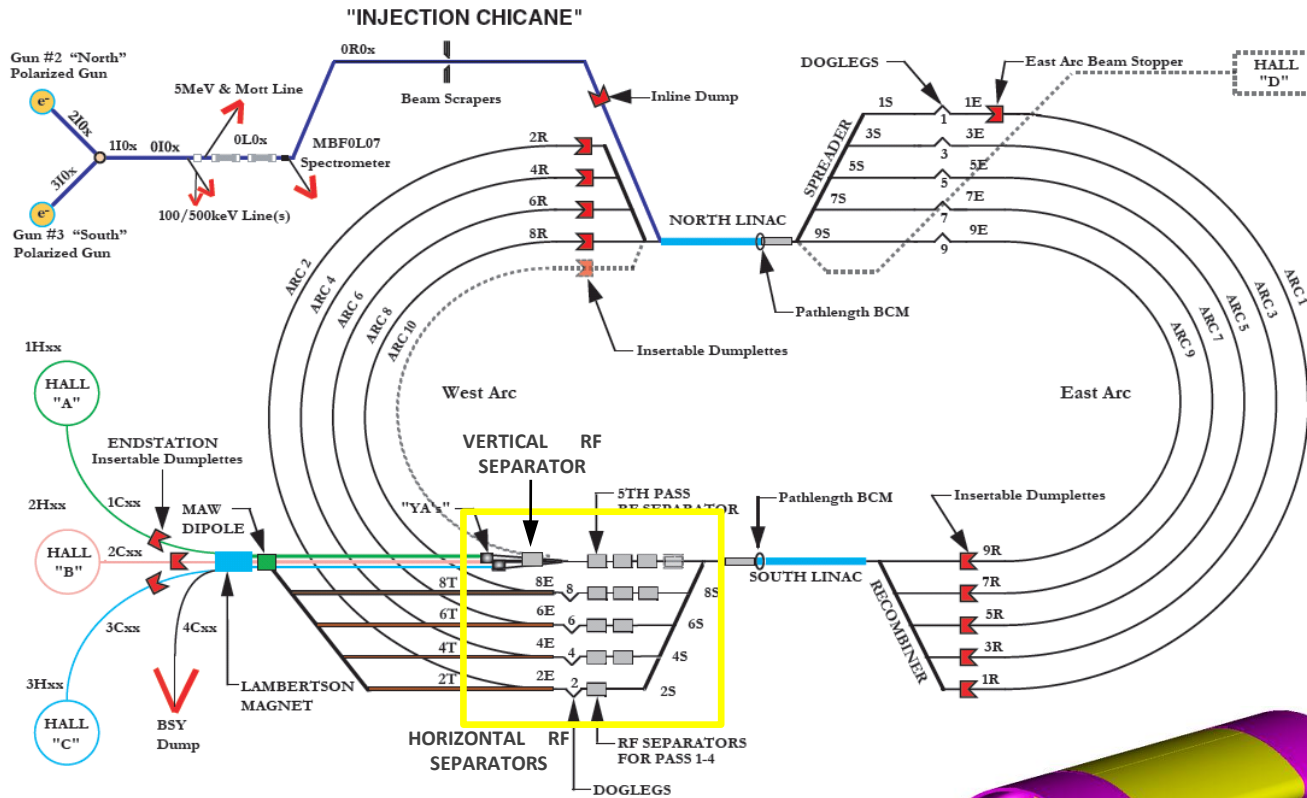 "INJECTION CHICANE"
Gun #2 "North"
Polarized Gun
e-
2I0x
1I0x
0I0x
3I0x
e-
Gun #3 "South"
Polarized Gun
5MeV & Mott Line
0L0x
MBF0L07
Spectrometer
100/500keV Line(s)
0R0x
Beam Scrapers
Inline Dump
2R
4R
6R
8R
NORTH LINAC
Pathlength BCM
Insertable Dumplettes
DOGLEGS
East Arc Beam Stopper
HALL
"D"
SPREADER
1S
3S
5S
7S
9S
1
3
5
7
9
1E
3E
5E
7E
9E
ARC 2
ARC 4
ARC 6
ARC 8
ARC 10
ARC 1
ARC 3
ARC 5
ARC 7
ARC 9
West Arc
East Arc
1Hxx
HALL
"A"
ENDSTATION
Insertable Dumplettes
1Cxx
2Hxx
HALL
"B"
2Cxx
MAW
DIPOLE
3Cxx
4Cxx
3Hxx
HALL
"C"
BSY
Dump
LAMBERTSON
MAGNET
VERTICAL RF
SEPARATOR
"YA's"
5TH PASS
RF SEPARATOR
Pathlength BCM
SOUTH LINAC
Insertable Dumplettes
RECOMBINER
9R
7R
5R
3R
1R
8T
6T
4T
2T
8E
6E
4E
2E
8
6
4
2
8S
6S
4S
2S
HORIZONTAL RF
SEPARATORS
RF SEPARATORS
FOR PASS 1-4
DOGLEGS